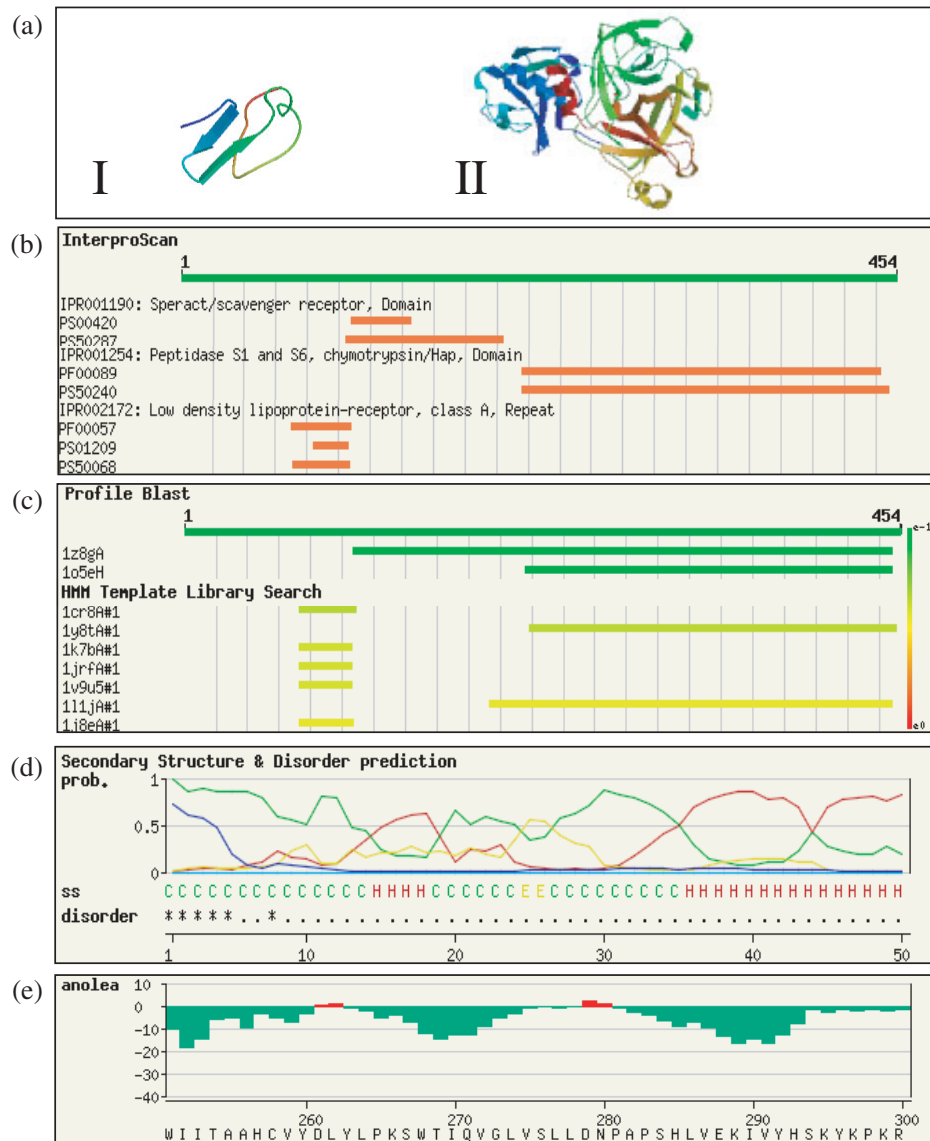 (a)
I II
(b)
InterproScan
1 454
IPR001190: Speract/scavenger receptor, Domain
PS00420
PS50287
IPR001254: Peptidase S1 and S6, chymotrypsin/Hap, Domain
PF00089
PS50240
IPR002172: Low density lipoprotein-receptor, class A, Repeat
PF00057
PS01209
PS50068
(c)
Profile Blast
1 454
1z8gA
1o5eH
HMM Template Library Search
1cr8A#1
1y8tA#1
1k7bA#1
1jrfA#1
1v9u5#1
1l1jA#1
1j8eA#1
e0
(d)
Secondary Structure & Disorder prediction
prob.
1
0.5
0
ss CCCCCCCCCCCCCCHHHHCCCCCCEECCCCCCCCCHHHHHHHHHHHHHHH
disorder *****..*..........................................
1 10 20 30 40 50
(e)
anolea
10
0
-10
-20
-30
-40
260 270 280 290 300
WIITAAHCVYDLYLPKSWTIQVGLVSLLDNPAPSHLVEKIVYHSKYKPKR